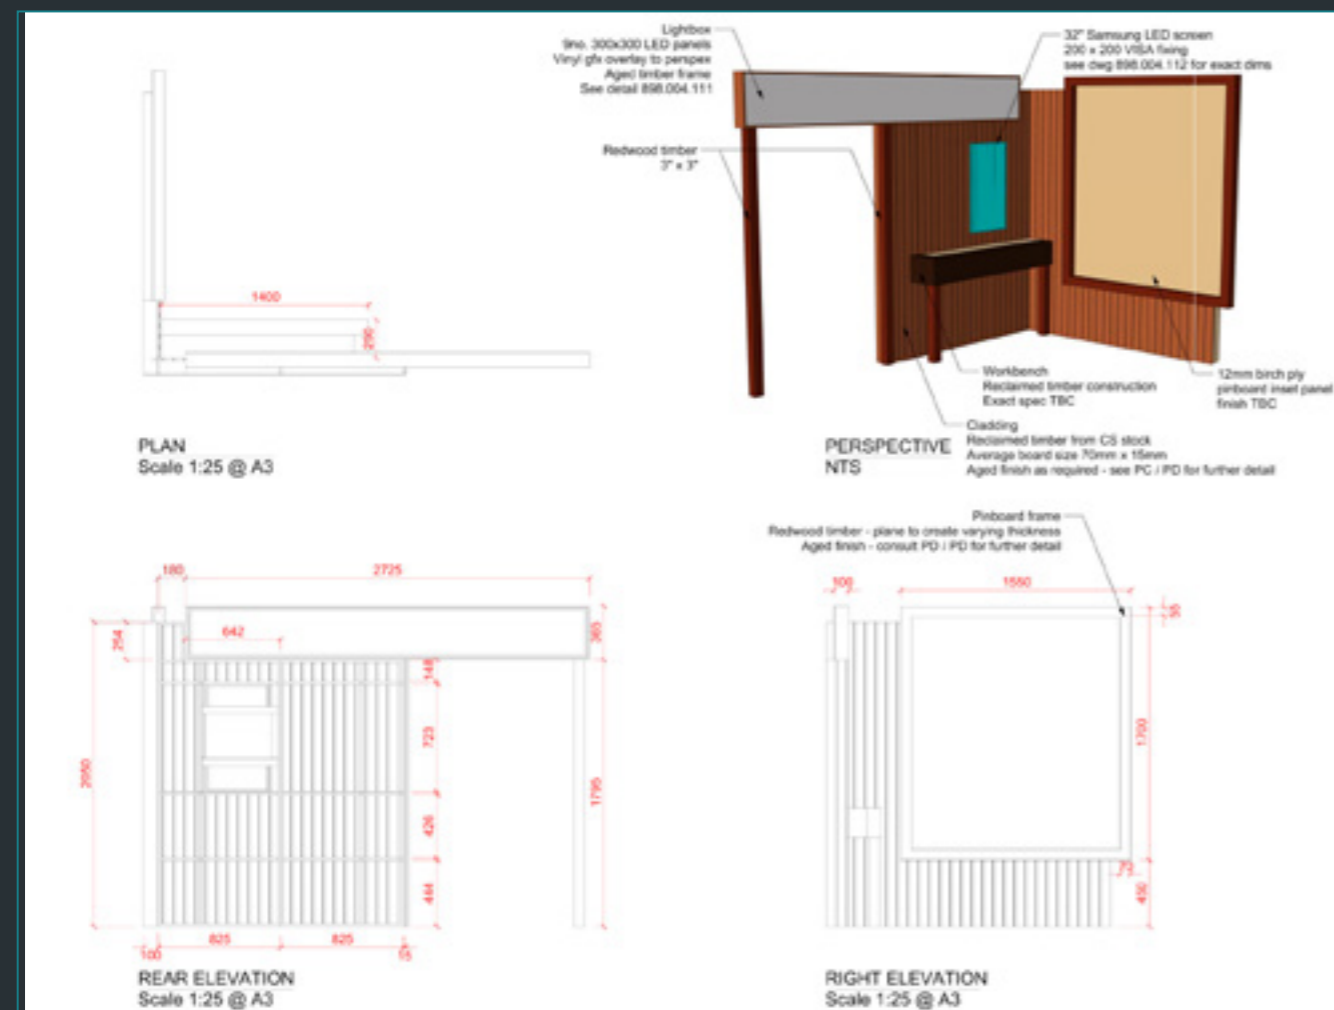 Lightbox
9no. 300x300 LED panels
Vinyl gfx overlay to perspex
Aged timber frame
See detail 898.004.111
32" Samsung LED screen
200 x 200 VISA fixing
see dwg 898.004.112 for exact dims
Redwood timber
3" x 3"
1400
290
Workbench
Reclaimed timber construction
Exact spec TBC
12mm birch ply
pinboard inset panel
finish TBC
Cladding
Reclaimed timber from CS stock
Average board size 70mm x 15mm
Aged finish as required - see PC / PD for further detail
PLAN
Scale 1:25 @ A3
PERSPECTIVE
NTS
Pinboard frame
Redwood timber - plane to create varying thickness
Aged finish - consult PD / PD for further detail
180
2725
642
254
365
148
723
2050
1795
426
444
825
825
100
15
REAR ELEVATION
Scale 1:25 @ A3
100
1550
55
1700
450
RIGHT ELEVATION
Scale 1:25 @ A3